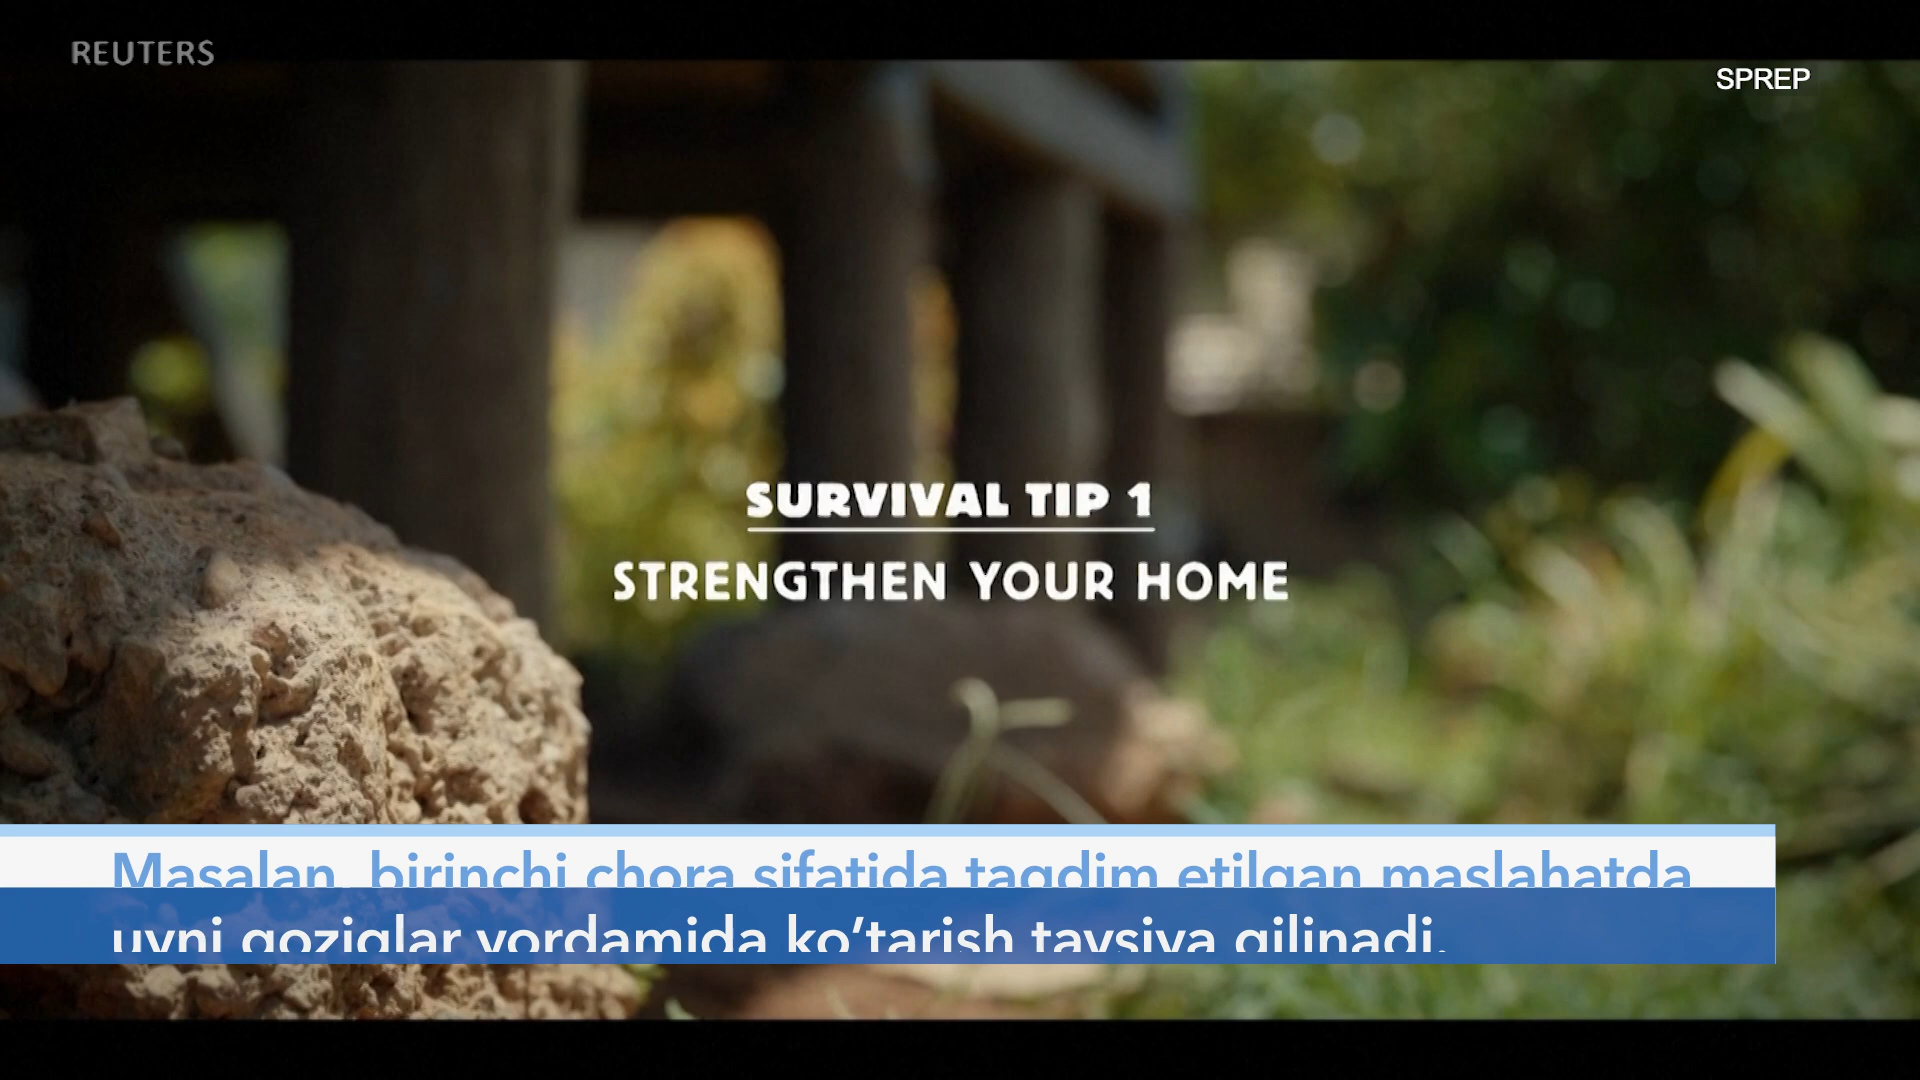 REUTERS
SPREP
SURVIVAL TIP 1
STRENGTHEN YOUR HOME
Masalan, birinchi chora sifatida taqdim etilgan maslahatda
uyni qoziqlar yordamida ko‘tarish tavsiya qilinadi.